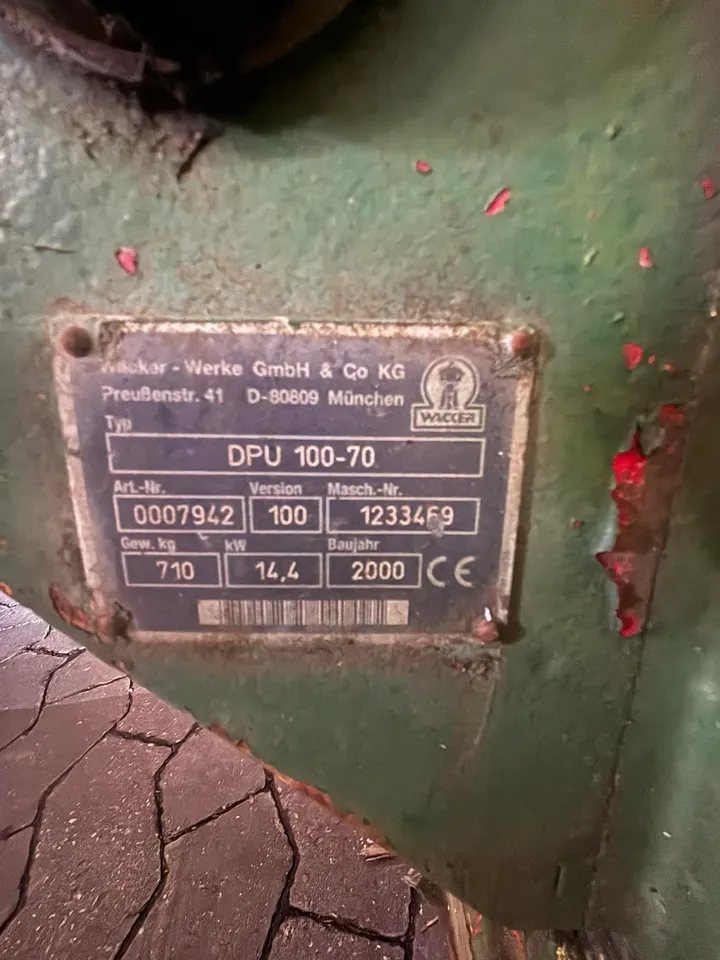 Wacker - Werke GmbH & Co KG
Preußenstr. 41 D-80809 München
WACKER
Typ
DPU 100-70
Art.-Nr. Version Masch.-Nr.
0007942 100 1233469
Gew. kg kW Baujahr
710 14,4 2000 CE